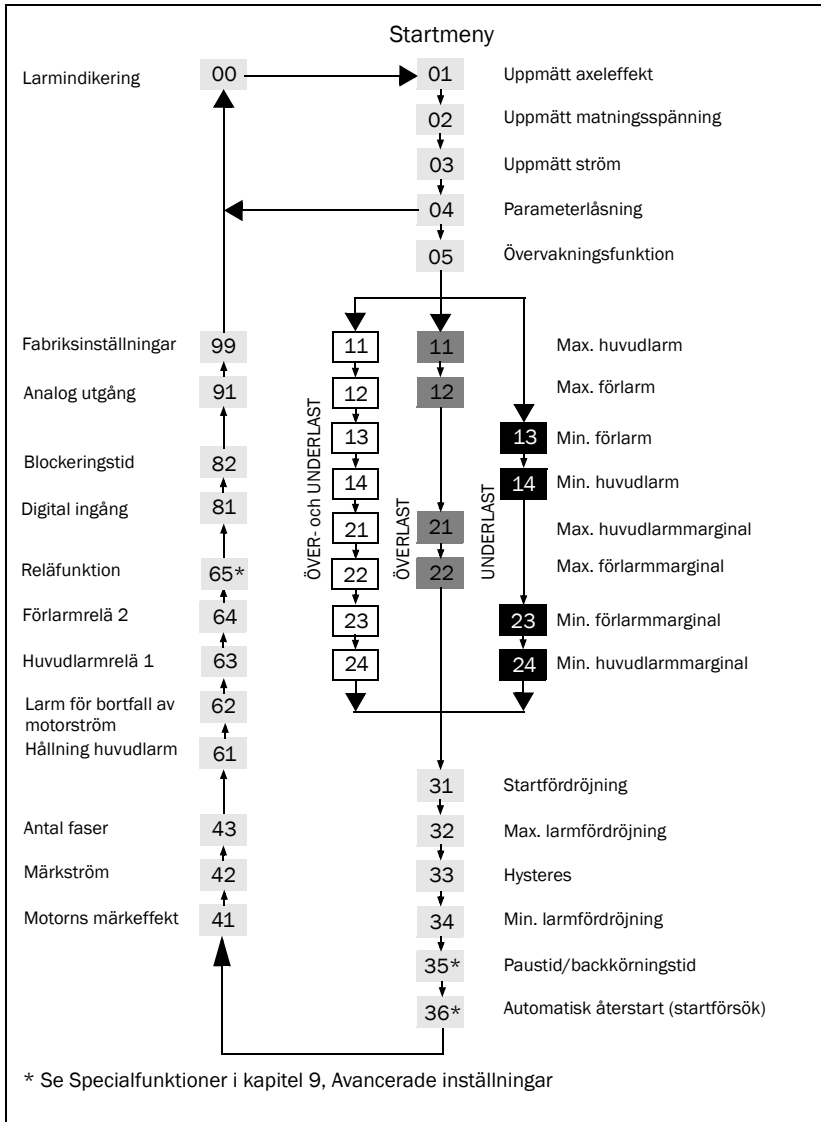 Startmeny
Larmindikering 00 01 Uppmätt axeleffekt
02 Uppmätt matningsspänning
03 Uppmätt ström
04 Parameterlåsning
05 Övervakningsfunktion
Fabriksinställningar 99 11 11 Max. huvudlarm
Analog utgång 91 12 12 Max. förlarm
13 13 Min. förlarm
Blockeringstid 82 14 14 Min. huvudlarm
Digital ingång 81 21 21 Max. huvudlarmmarginal
Reläfunktion 65* 22 22 Max. förlarmmarginal
Förlarmrelä 2 64 23 23 Min. förlarmmarginal
Huvudlarmrelä 1 63 24 24 Min. huvudlarmmarginal
ÖVER- och UNDERLAST
ÖVERLAST
UNDERLAST
Larm för bortfall av 62
motorström
Hållning huvudlarm 61
31 Startfördröjning
Antal faser 43 32 Max. larmfördröjning
Märkström 42 33 Hysteres
Motorns märkeffekt 41 34 Min. larmfördröjning
35* Paustid/backkörningstid
36* Automatisk återstart (startförsök)
* Se Specialfunktioner i kapitel 9, Avancerade inställningar